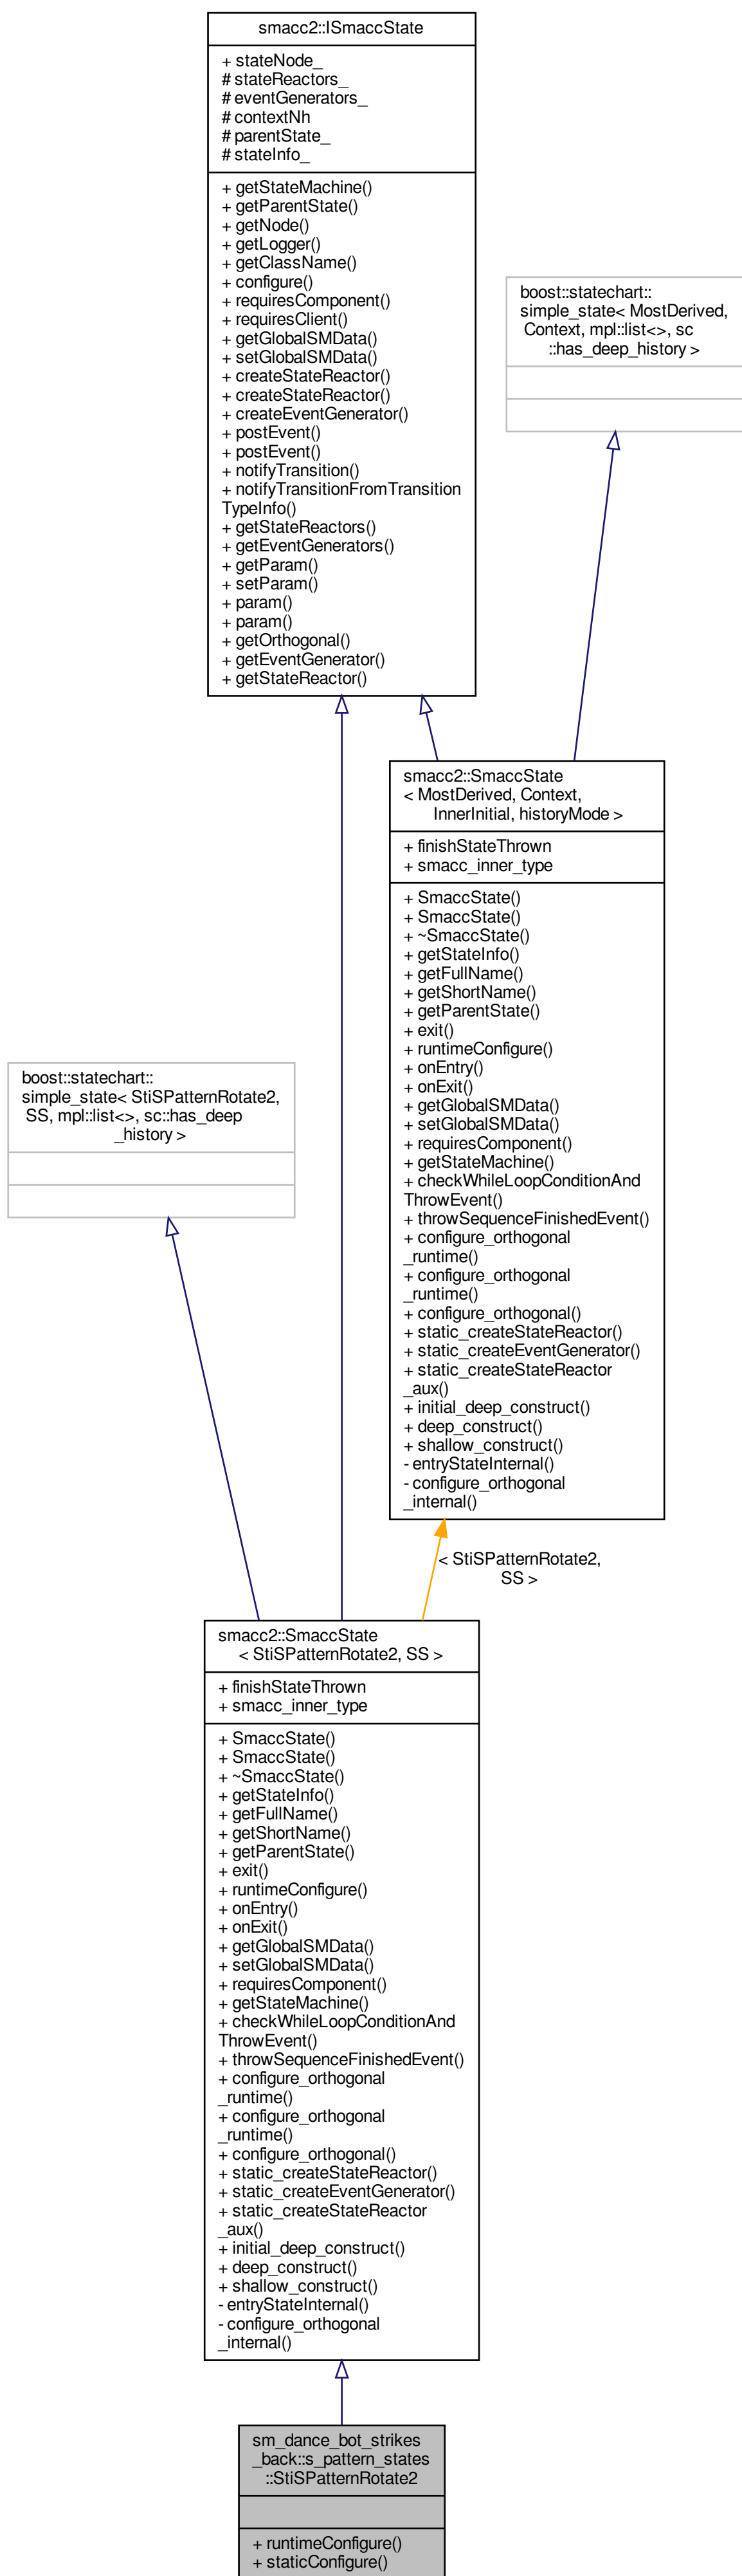 smacc2::ISmaccState
+ stateNode_
# stateReactors_
# eventGenerators_
# contextNh
# parentState_
# stateInfo_
+ getStateMachine()
+ getParentState()
+ getNode()
+ getLogger()
+ getClassName()
+ configure()
+ requiresComponent()
+ requiresClient()
+ getGlobalSMData()
+ setGlobalSMData()
+ createStateReactor()
+ createStateReactor()
+ createEventGenerator()
+ postEvent()
+ postEvent()
+ notifyTransition()
+ notifyTransitionFromTransition
TypeInfo()
+ getStateReactors()
+ getEventGenerators()
+ getParam()
+ setParam()
+ param()
+ param()
+ getOrthogonal()
+ getEventGenerator()
+ getStateReactor()
boost::statechart::
simple_state< MostDerived,
Context, mpl::list<>, sc
::has_deep_history >
smacc2::SmaccState
< MostDerived, Context,
InnerInitial, historyMode >
+ finishStateThrown
+ smacc_inner_type
+ SmaccState()
+ SmaccState()
+ ~SmaccState()
+ getStateInfo()
+ getFullName()
+ getShortName()
+ getParentState()
+ exit()
+ runtimeConfigure()
+ onEntry()
+ onExit()
+ getGlobalSMData()
+ setGlobalSMData()
+ requiresComponent()
+ getStateMachine()
+ checkWhileLoopConditionAnd
ThrowEvent()
+ throwSequenceFinishedEvent()
+ configure_orthogonal
_runtime()
+ configure_orthogonal
_runtime()
+ configure_orthogonal()
+ static_createStateReactor()
+ static_createEventGenerator()
+ static_createStateReactor
_aux()
+ initial_deep_construct()
+ deep_construct()
+ shallow_construct()
- entryStateInternal()
- configure_orthogonal
_internal()
boost::statechart::
simple_state< StiSPatternRotate2,
SS, mpl::list<>, sc::has_deep
_history >
< StiSPatternRotate2,
SS >
smacc2::SmaccState
< StiSPatternRotate2, SS >
+ finishStateThrown
+ smacc_inner_type
+ SmaccState()
+ SmaccState()
+ ~SmaccState()
+ getStateInfo()
+ getFullName()
+ getShortName()
+ getParentState()
+ exit()
+ runtimeConfigure()
+ onEntry()
+ onExit()
+ getGlobalSMData()
+ setGlobalSMData()
+ requiresComponent()
+ getStateMachine()
+ checkWhileLoopConditionAnd
ThrowEvent()
+ throwSequenceFinishedEvent()
+ configure_orthogonal
_runtime()
+ configure_orthogonal
_runtime()
+ configure_orthogonal()
+ static_createStateReactor()
+ static_createEventGenerator()
+ static_createStateReactor
_aux()
+ initial_deep_construct()
+ deep_construct()
+ shallow_construct()
- entryStateInternal()
- configure_orthogonal
_internal()
sm_dance_bot_strikes
_back::s_pattern_states
::StiSPatternRotate2
+ runtimeConfigure()
+ staticConfigure()